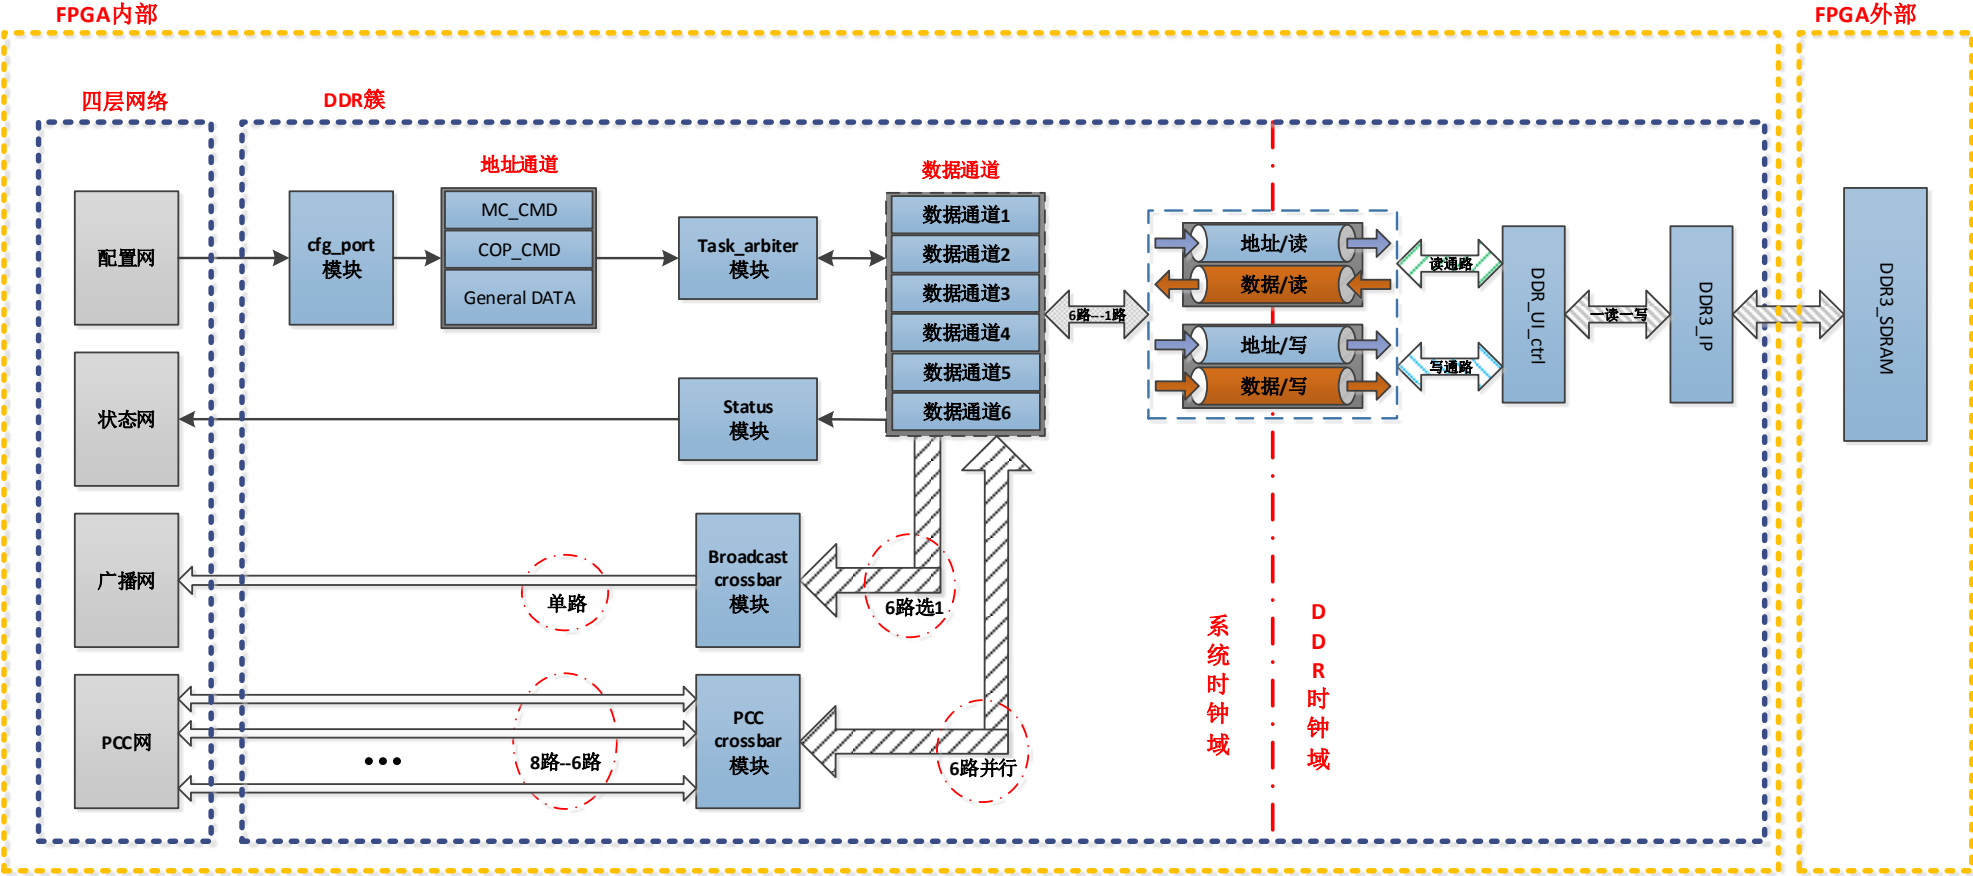 FPGA内部
FPGA外部
四层网络
DDR簇
地址通道
数据通道
配置网
cfg_port
模块
MC_CMD
COP_CMD
General DATA
Task_arbiter
模块
数据通道1
数据通道2
数据通道3
数据通道4
数据通道5
数据通道6
6路---1路
地址/读
数据/读
地址/写
数据/写
读通路
写通路
DDR_UI_ctrl
一读一写
DDR3_IP
DDR3_SDRAM
状态网
Status
模块
广播网
单路
Broadcast
crossbar
模块
6路选1
PCC网
8路--6路
PCC
crossbar
模块
6路并行
系统时钟域
DDR时钟域